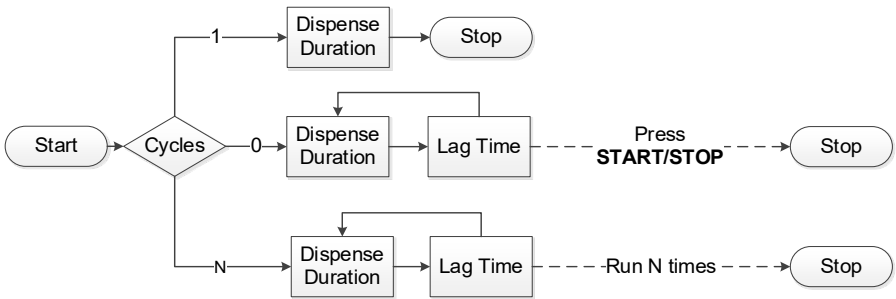 1
Dispense
Duration
Stop
Start
Cycles
0
Dispense
Duration
Lag Time
Press
START/STOP
Stop
N
Dispense
Duration
Lag Time
Run N times
Stop